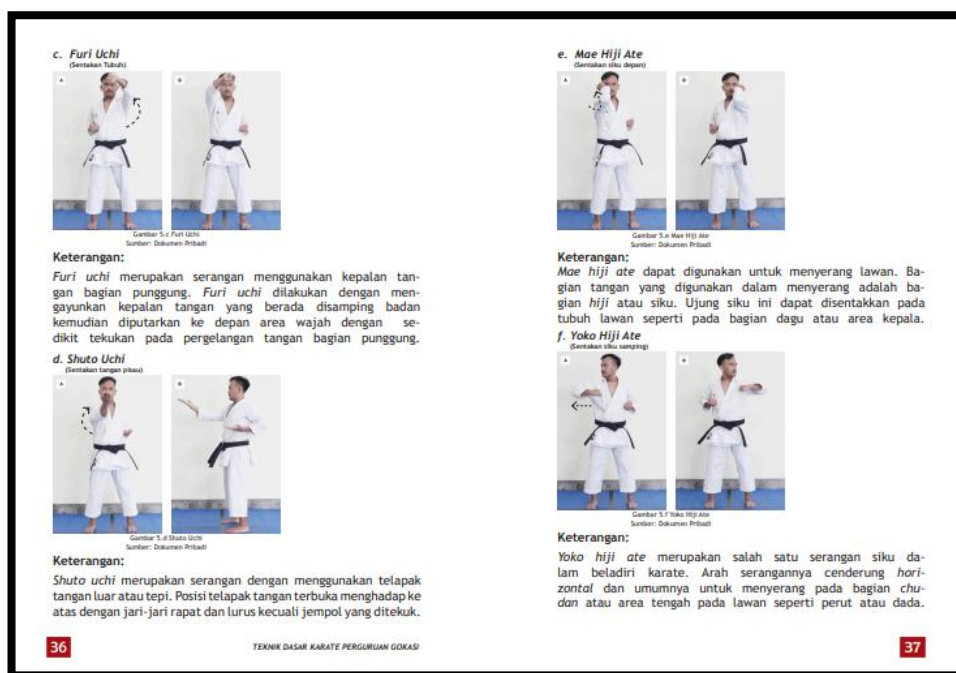 c. Furi Uchi
(Sentakan Tubuh)
A
B
Gambar 5.c Furi Uchi
Sumber: Dokumen Pribadi
Keterangan:
Furi uchi merupakan serangan menggunakan kepalan tan-
gan bagian punggung. Furi uchi dilakukan dengan men-
gayunkan kepalan tangan yang berada disamping badan
kemudian diputarkan ke depan area wajah dengan se-
dikit tekukan pada pergelangan tangan bagian punggung.
d. Shuto Uchi
(Sentakan tangan pisau)
A
B
Gambar 5.d Shuto Uchi
Sumber: Dokumen Pribadi
Keterangan:
Shuto uchi merupakan serangan dengan menggunakan telapak
tangan luar atau tepi. Posisi telapak tangan terbuka menghadap ke
atas dengan jari-jari rapat dan lurus kecuali jempol yang ditekuk.
36
TEKNIK DASAR KARATE PERGURUAN GOKASI
e. Mae Hiji Ate
(Sentakan siku depan)
A
B
Gambar 5.e Mae Hiji Ate
Sumber: Dokumen Pribadi
Keterangan:
Mae hiji ate dapat digunakan untuk menyerang lawan. Ba-
gian tangan yang digunakan dalam menyerang adalah ba-
gian hiji atau siku. Ujung siku ini dapat disentakkan pada
tubuh lawan seperti pada bagian dagu atau area kepala.
f. Yoko Hiji Ate
(Sentakan siku samping)
A
B
Gambar 5.f Yoko Hiji Ate
Sumber: Dokumen Pribadi
Keterangan:
Yoko hiji ate merupakan salah satu serangan siku da-
lam beladiri karate. Arah serangannya cenderung hori-
zontal dan umumnya untuk menyerang pada bagian chu-
dan atau area tengah pada lawan seperti perut atau dada.
37